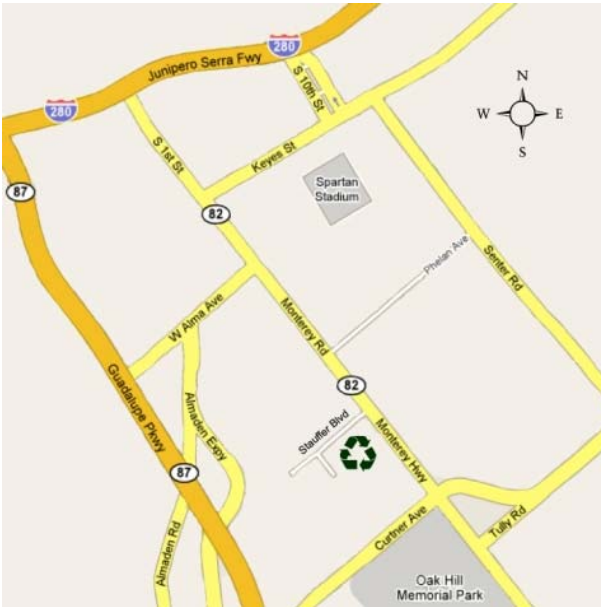 280
Junipero Serra Fwy
S 10th St
280
N
W E
S
S 1st St
Keyes St
87
82
Spartan
Stadium
Phelan Ave
Senter Rd
W Alma Ave
Monterey Rd
Guadalupe Pkwy
82
Almaden Expy
Stauffer Blvd
Monterey Hwy
87
Curtner Ave
Tully Rd
Almaden Rd
Oak Hill
Memorial Park